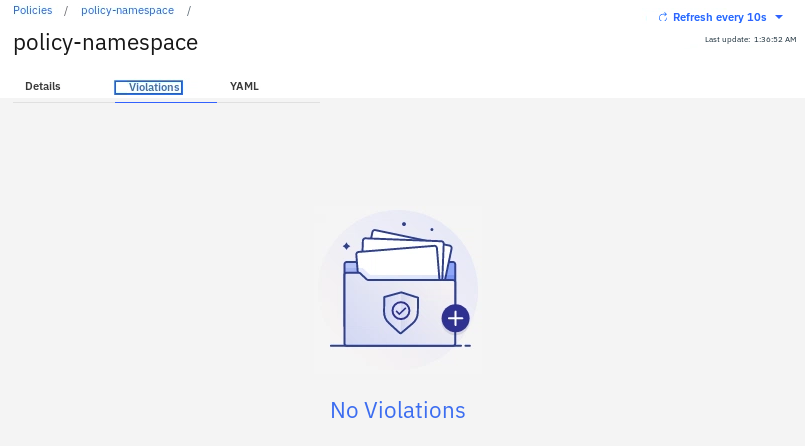 Policies / policy-namespace /
Refresh every 10s
policy-namespace
Last update: 1:36:52 AM
Details Violations YAML
No Violations